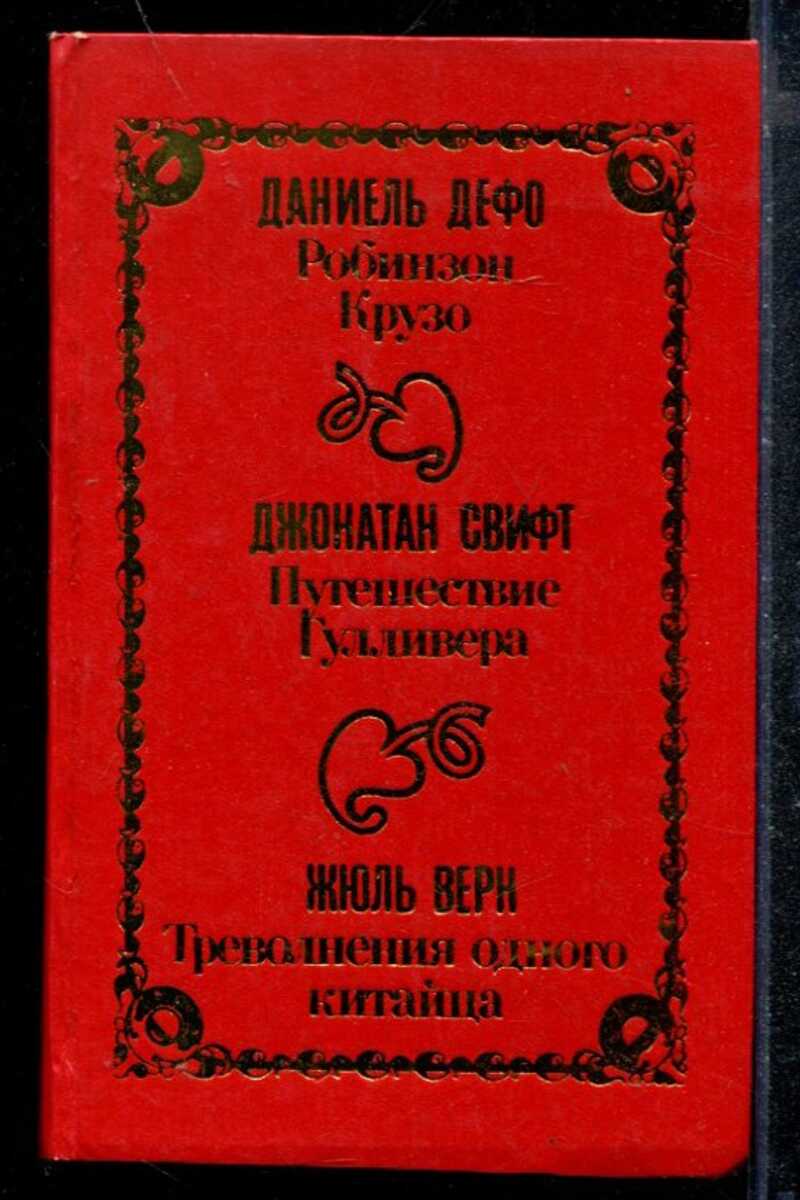 ДАНИЕЛЬ ДЕФО
Робинзон
Крузо
ДЖОНАТАН СВИФТ
Путешествие
Гулливера
ЖЮЛЬ ВЕРН
Треволнения одного
китайца